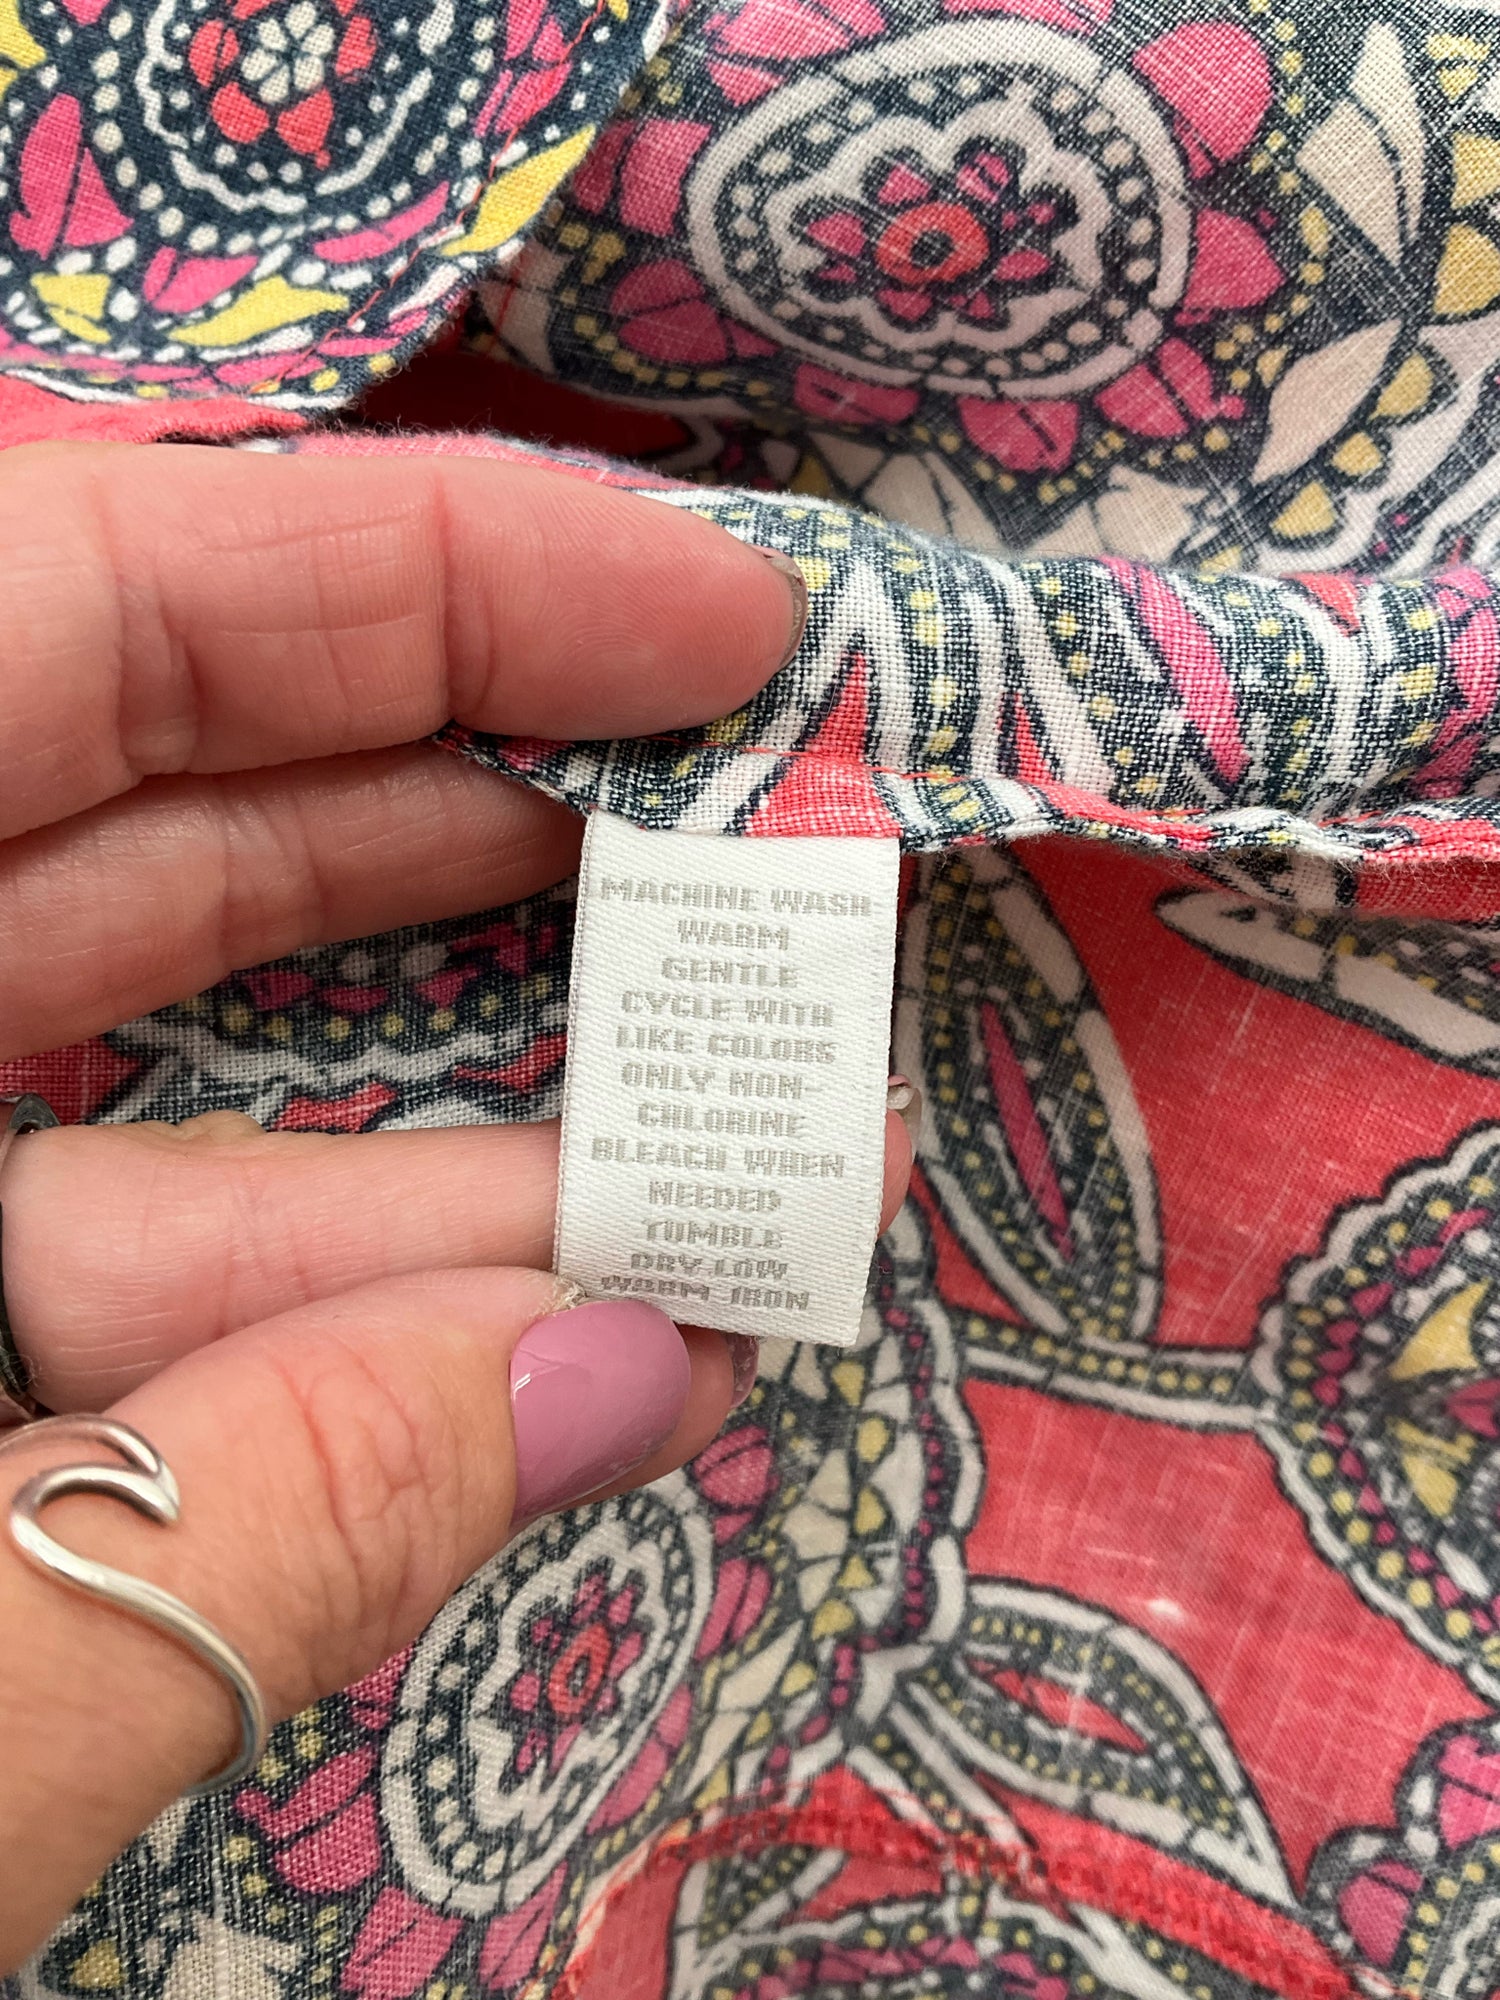 MACHINE WASH
WARM
GENTLE
CYCLE WITH
LIKE COLORS
ONLY NON-
CHLORINE
BLEACH WHEN
NEEDED
TUMBLE
DRY LOW
WARM IRON